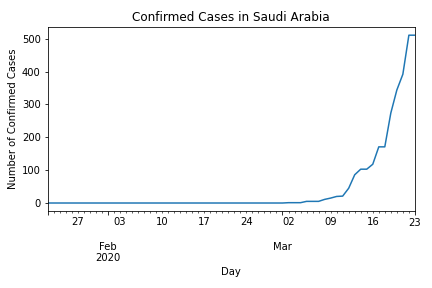 Confirmed Cases in Saudi Arabia
Number of Confirmed Cases
500
400
300
200
100
0
27 03 10 17 24 02 09 16 23
Feb Mar
2020
Day